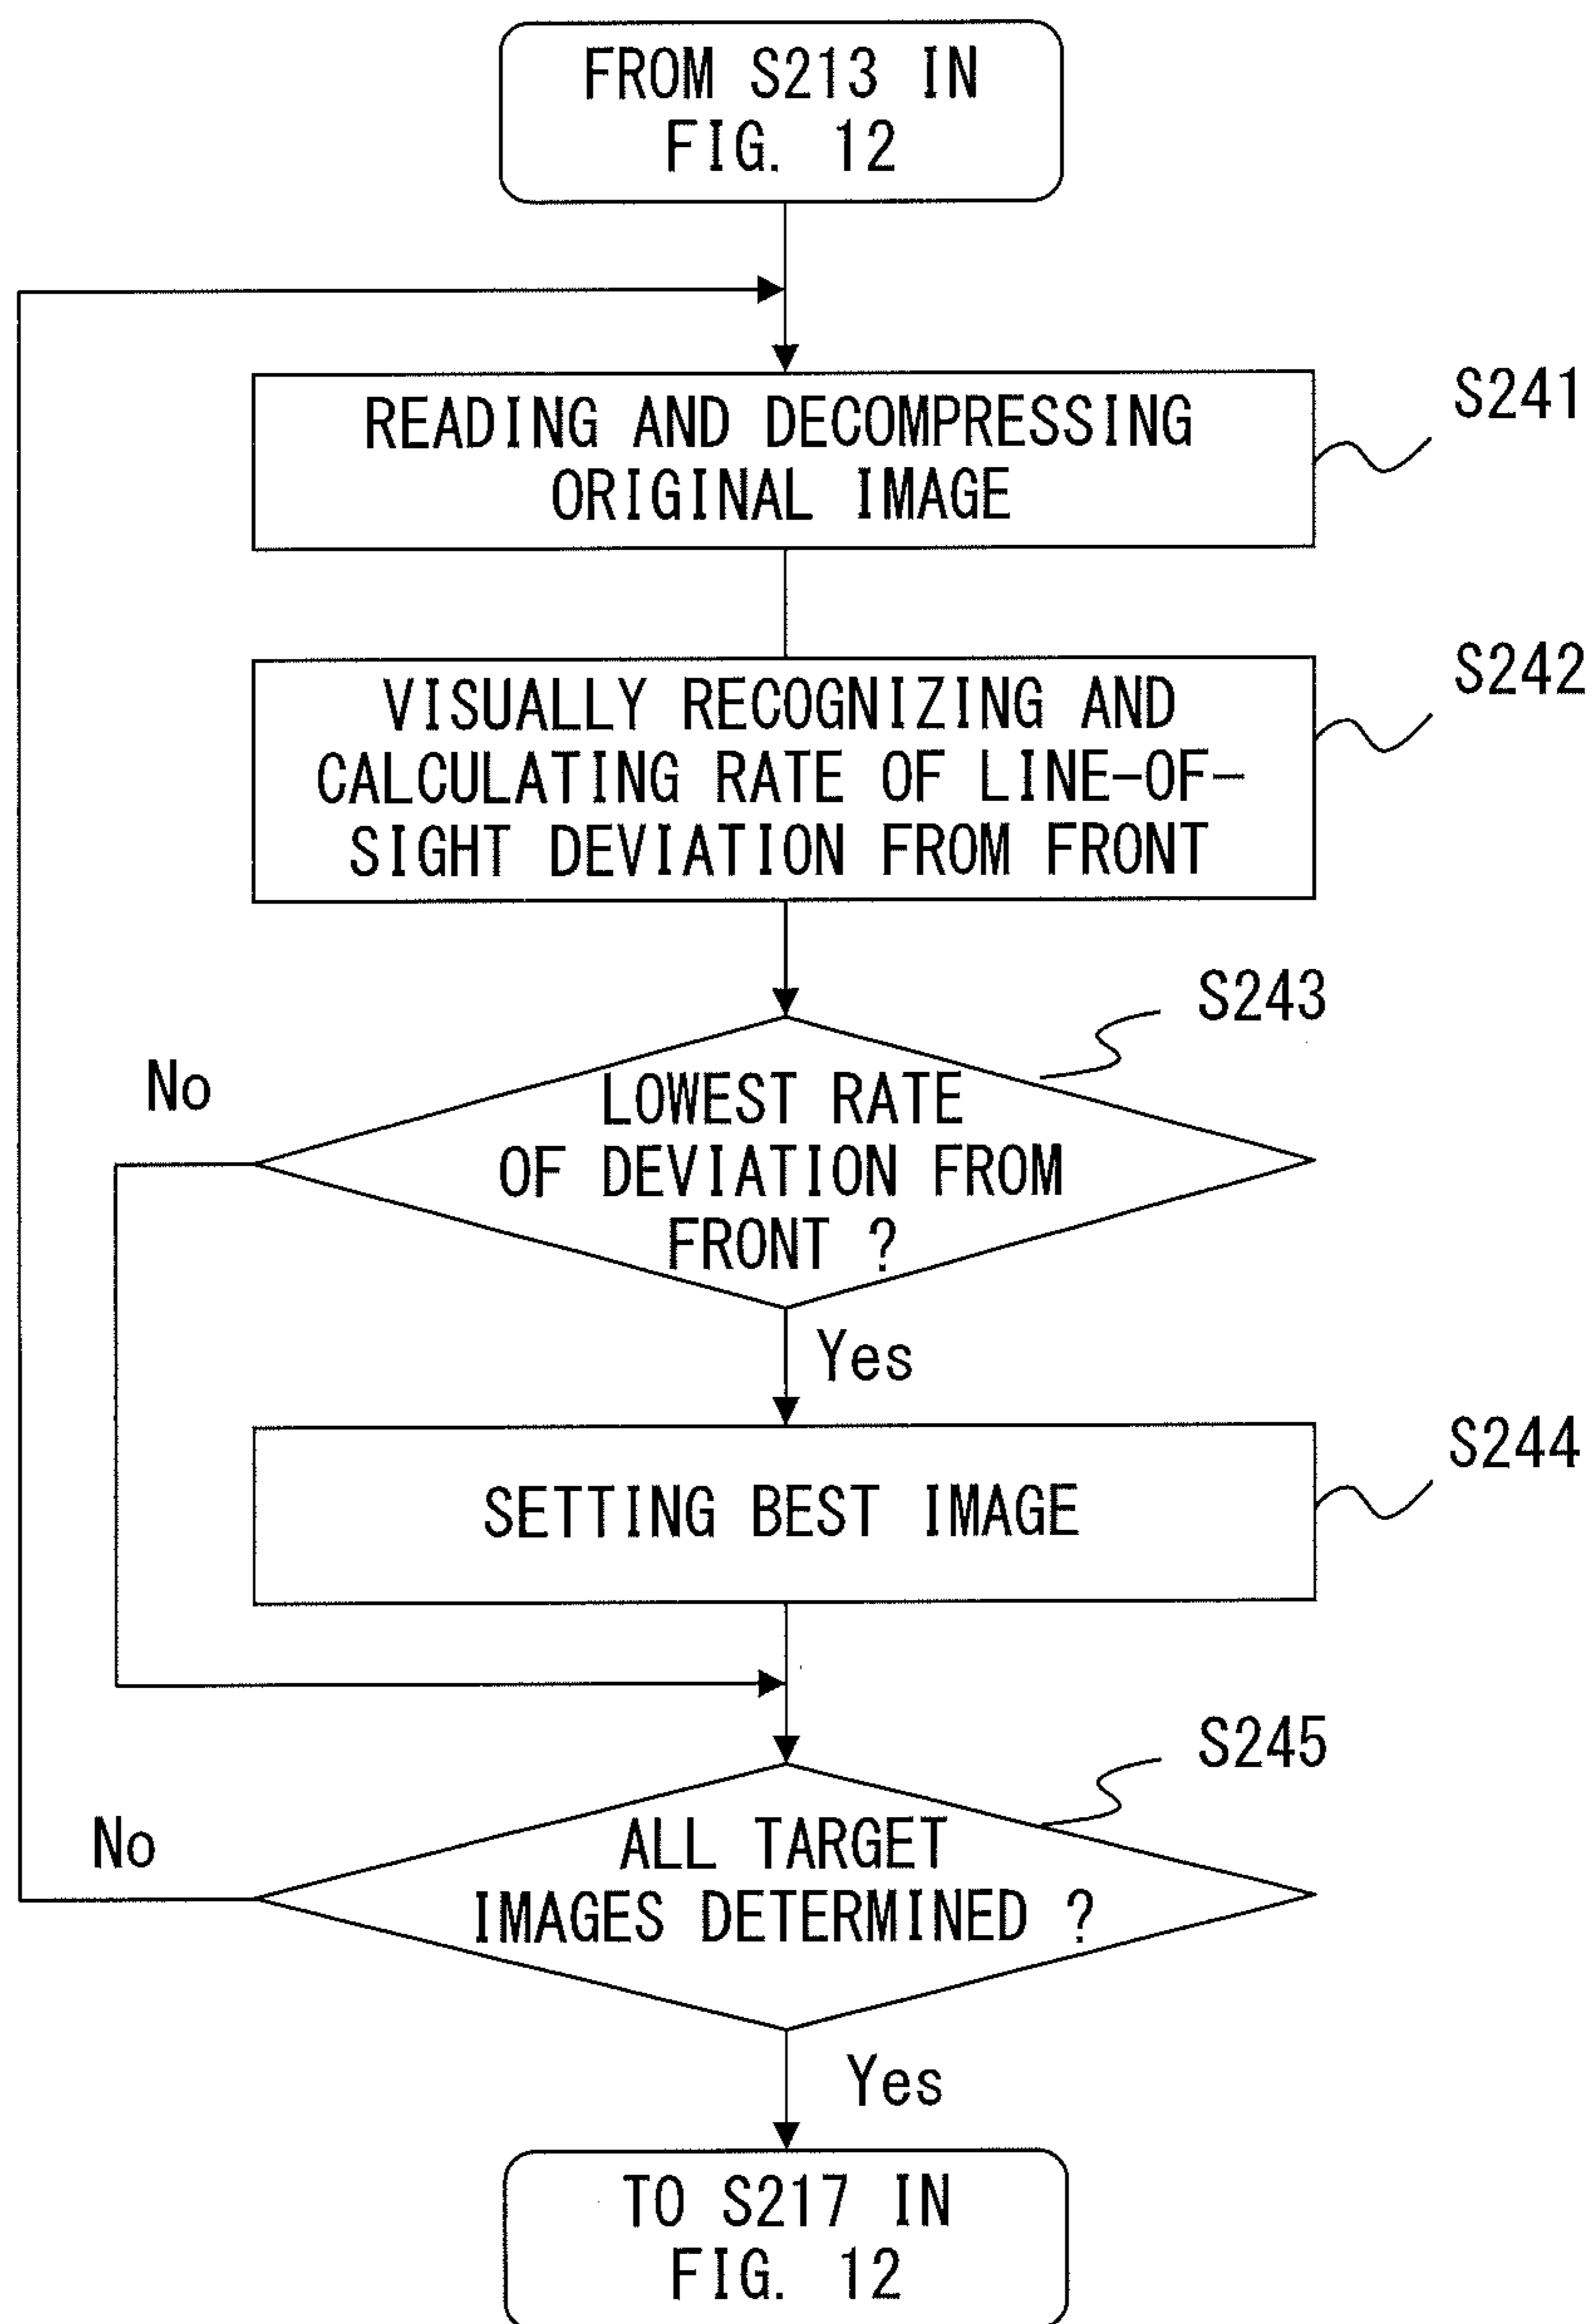 FROM S213 IN
FIG. 12
READING AND DECOMPRESSING
ORIGINAL IMAGE
S241
VISUALLY RECOGNIZING AND
CALCULATING RATE OF LINE-OF-
SIGHT DEVIATION FROM FRONT
S242
S243
No
LOWEST RATE
OF DEVIATION FROM
FRONT ?
Yes
SETTING BEST IMAGE
S244
S245
No
ALL TARGET
IMAGES DETERMINED ?
Yes
TO S217 IN
FIG. 12